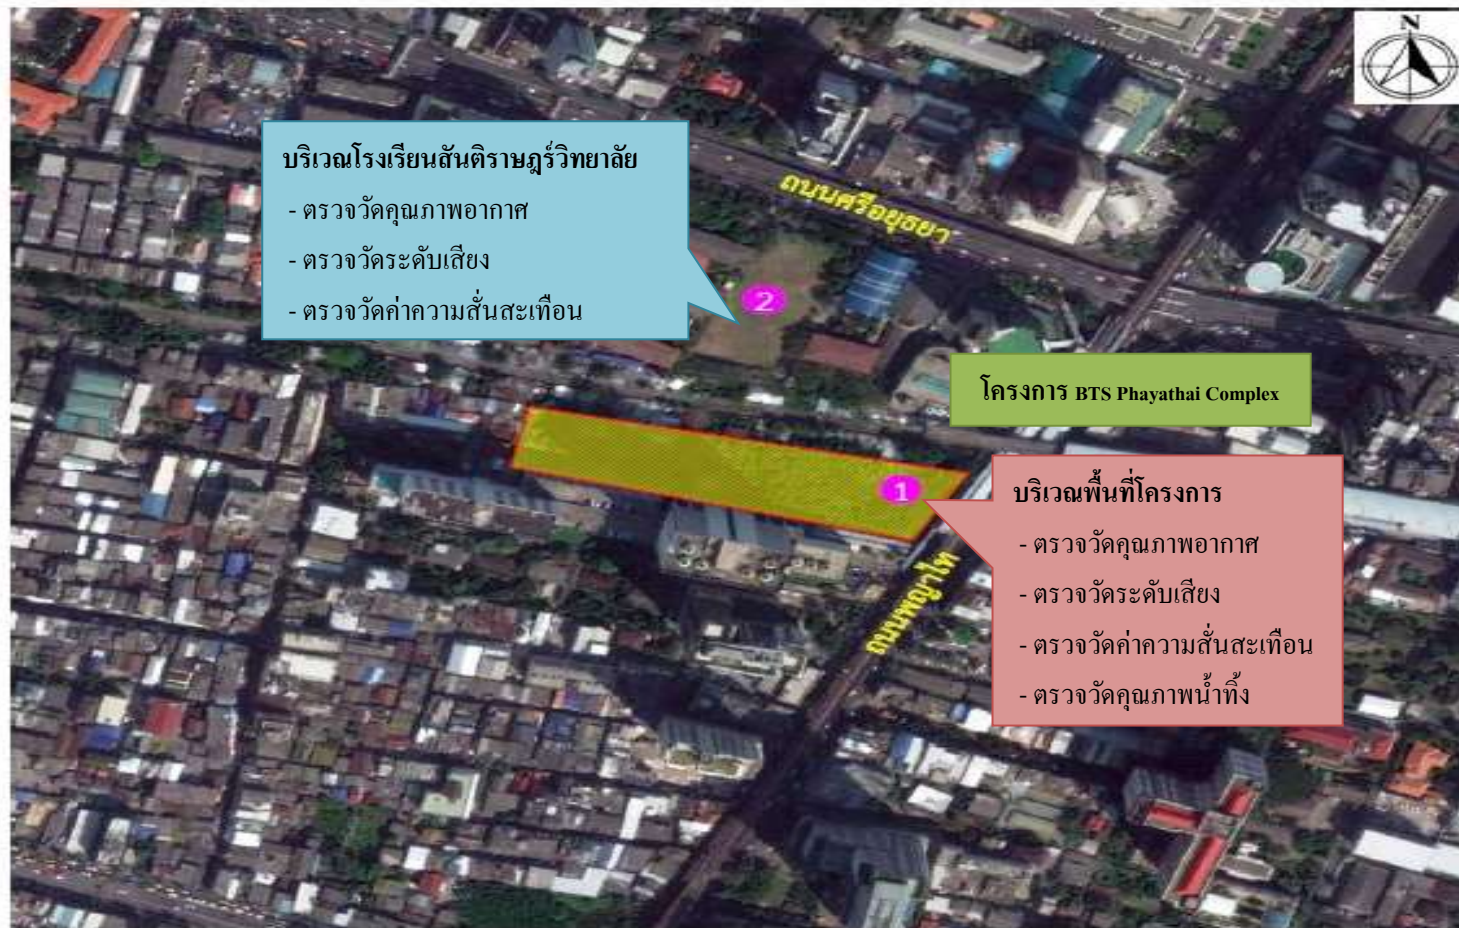 N
บริเวณโรงเรียนสันติราษฎร์วิทยาลัย
- ตรวจวัดคุณภาพอากาศ
- ตรวจวัดระดับเสียง
- ตรวจวัดค่าความสั่นสะเทือน
ถนนศรีอยุธยา
2
โครงการ BTS Phayathai Complex
1
บริเวณพื้นที่โครงการ
- ตรวจวัดคุณภาพอากาศ
- ตรวจวัดระดับเสียง
- ตรวจวัดค่าความสั่นสะเทือน
- ตรวจวัดคุณภาพน้ำทิ้ง
ถนนพญาไท